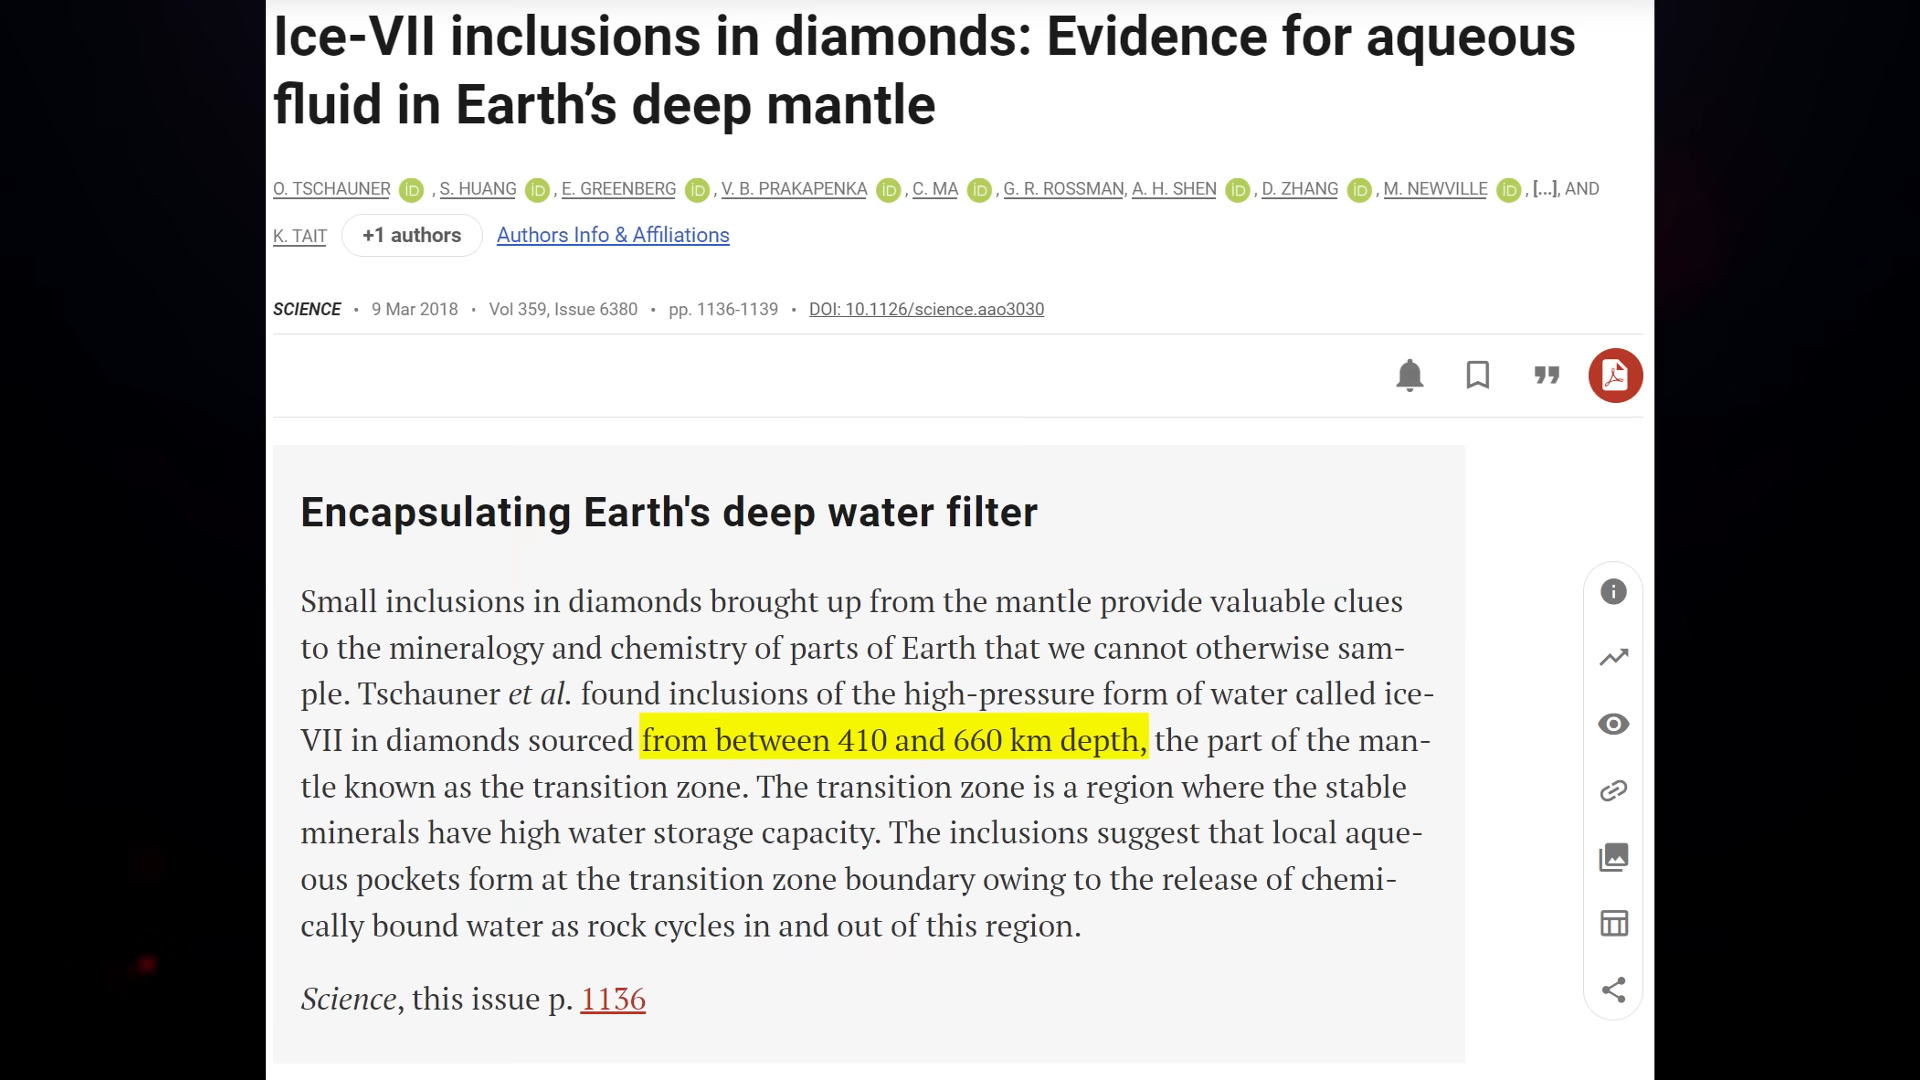 Ice-VII inclusions in diamonds: Evidence for aqueous
fluid in Earth’s deep mantle
O. TSCHAUNER iD , S. HUANG iD , E. GREENBERG iD , V. B. PRAKAPENKA iD , C. MA iD , G. R. ROSSMAN, A. H. SHEN iD , D. ZHANG iD , M. NEWVILLE iD , [...], AND
K. TAIT +1 authors Authors Info & Affiliations
SCIENCE • 9 Mar 2018 • Vol 359, Issue 6380 • pp. 1136-1139 • DOI: 10.1126/science.aao3030
Encapsulating Earth's deep water filter
Small inclusions in diamonds brought up from the mantle provide valuable clues
to the mineralogy and chemistry of parts of Earth that we cannot otherwise sam-
ple. Tschauner et al. found inclusions of the high-pressure form of water called ice-
VII in diamonds sourced from between 410 and 660 km depth, the part of the man-
tle known as the transition zone. The transition zone is a region where the stable
minerals have high water storage capacity. The inclusions suggest that local aque-
ous pockets form at the transition zone boundary owing to the release of chemi-
cally bound water as rock cycles in and out of this region.
Science, this issue p. 1136